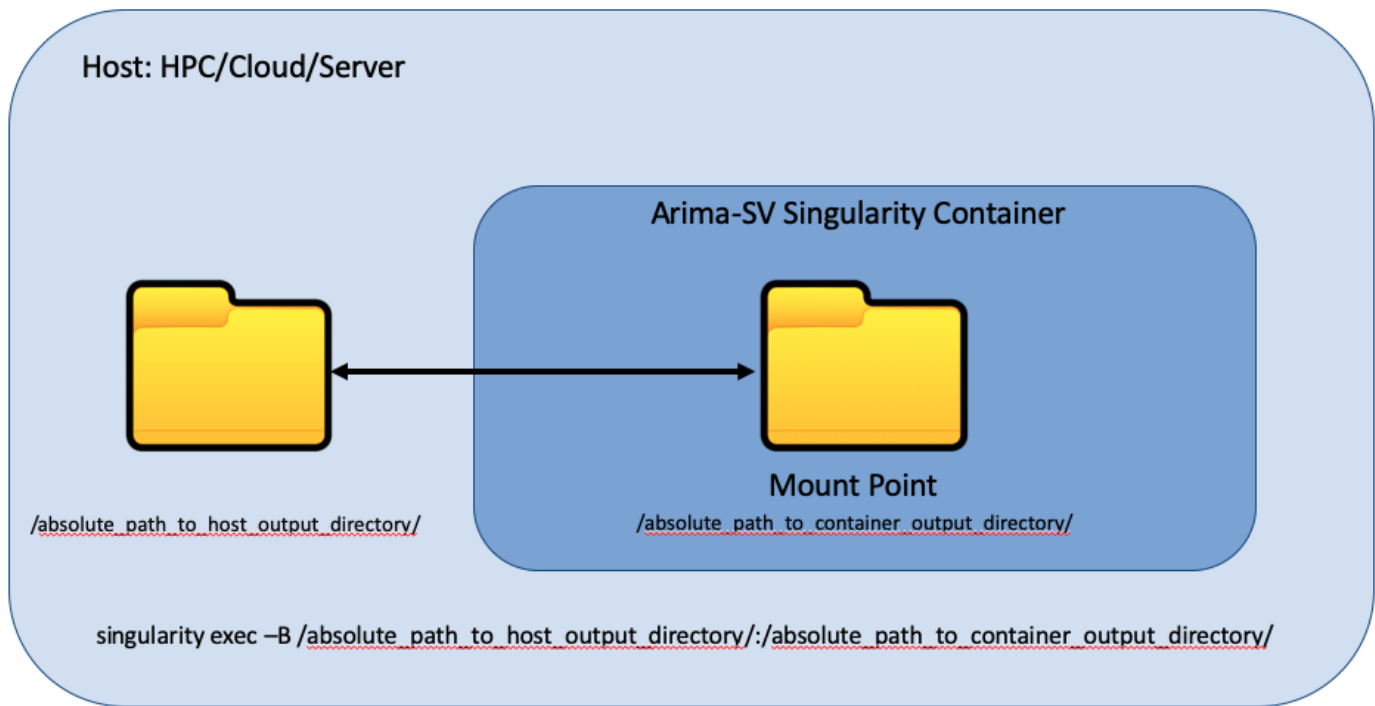 Host: HPC/Cloud/Server
Arima-SV Singularity Container
Mount Point
/absolute_path_to_host_output_directory/
/absolute_path_to_container_output_directory/
singularity exec –B /absolute_path_to_host_output_directory/:/absolute_path_to_container_output_directory/